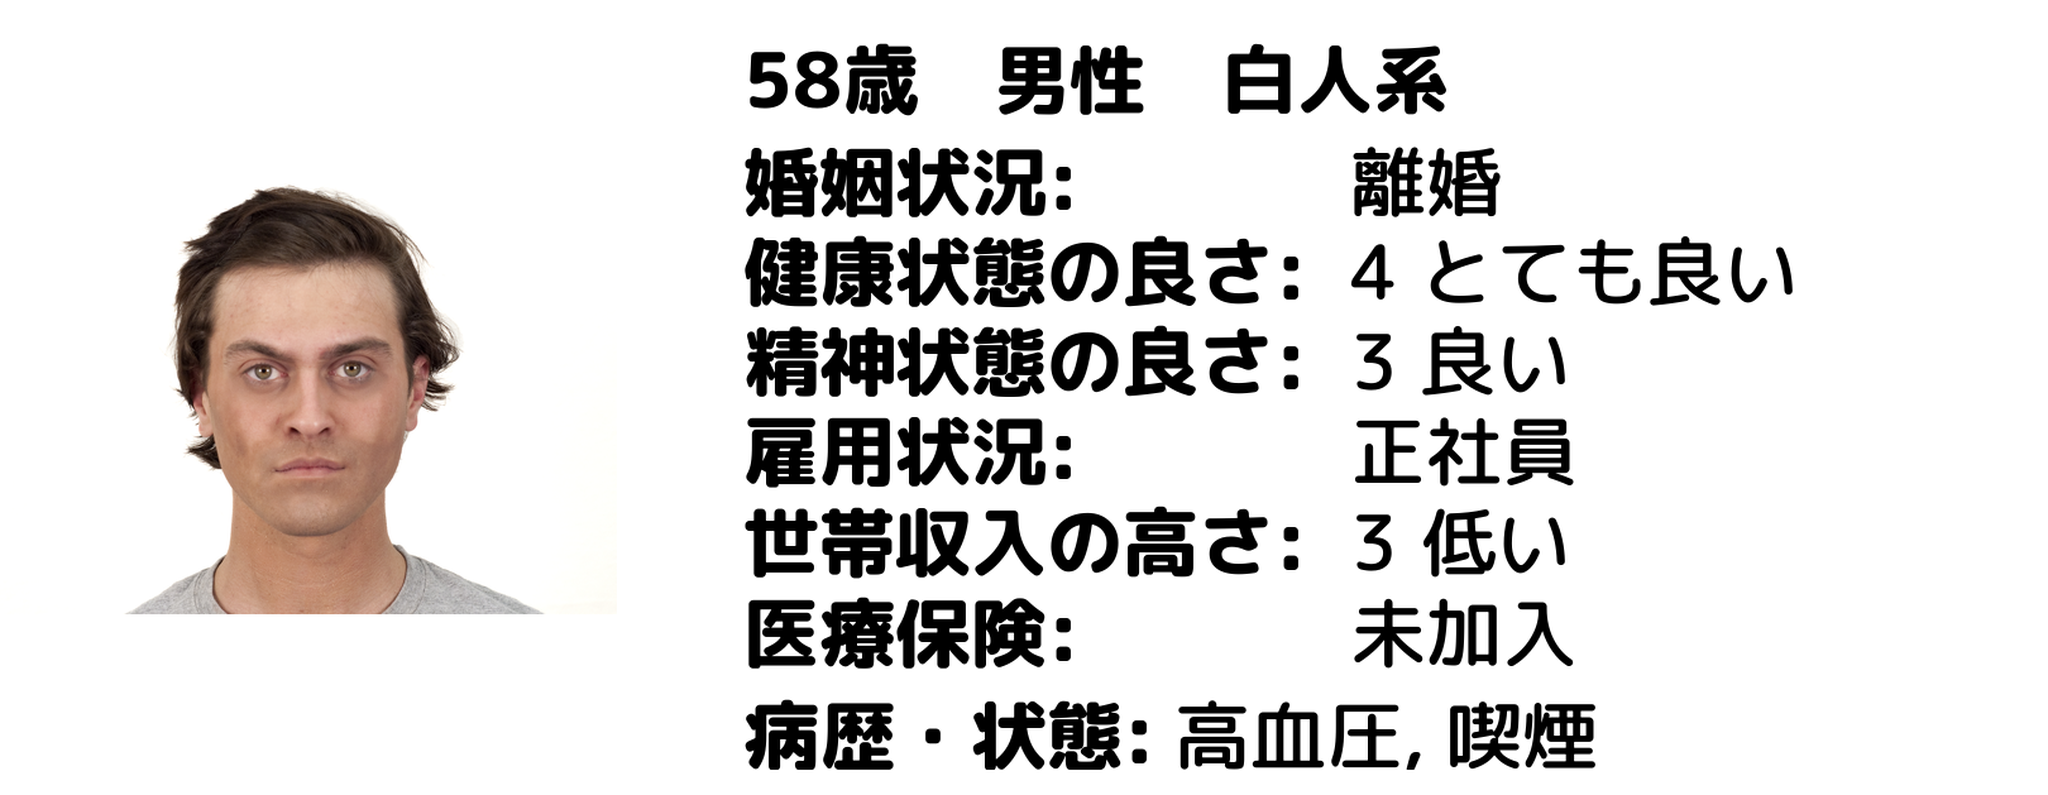 58歳　男性　白人系
婚姻状況: 離婚
健康状態の良さ: 4 とても良い
精神状態の良さ: 3 良い
雇用状況: 正社員
世帯収入の高さ: 3 低い
医療保険: 未加入
病歴・状態: 高血圧, 喫煙